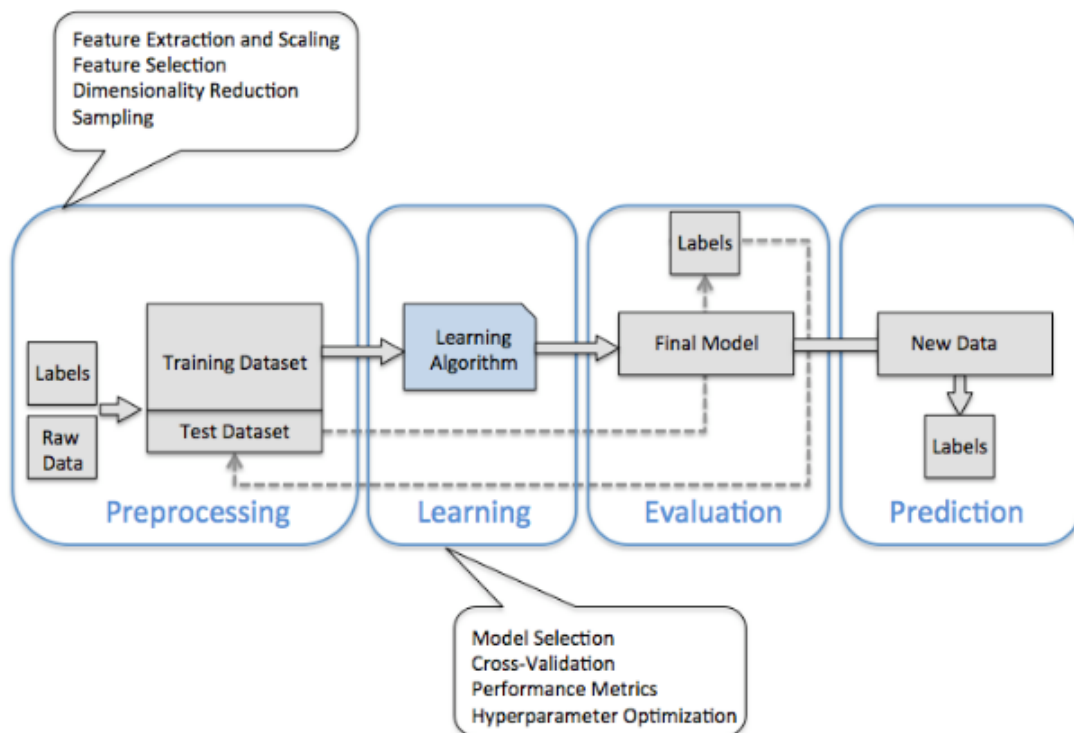 Feature Extraction and Scaling
Feature Selection
Dimensionality Reduction
Sampling
Labels
Raw
Data
Training Dataset
Test Dataset
Preprocessing
Learning
Algorithm
Learning
Labels
Final Model
Evaluation
New Data
Labels
Prediction
Model Selection
Cross-Validation
Performance Metrics
Hyperparameter Optimization